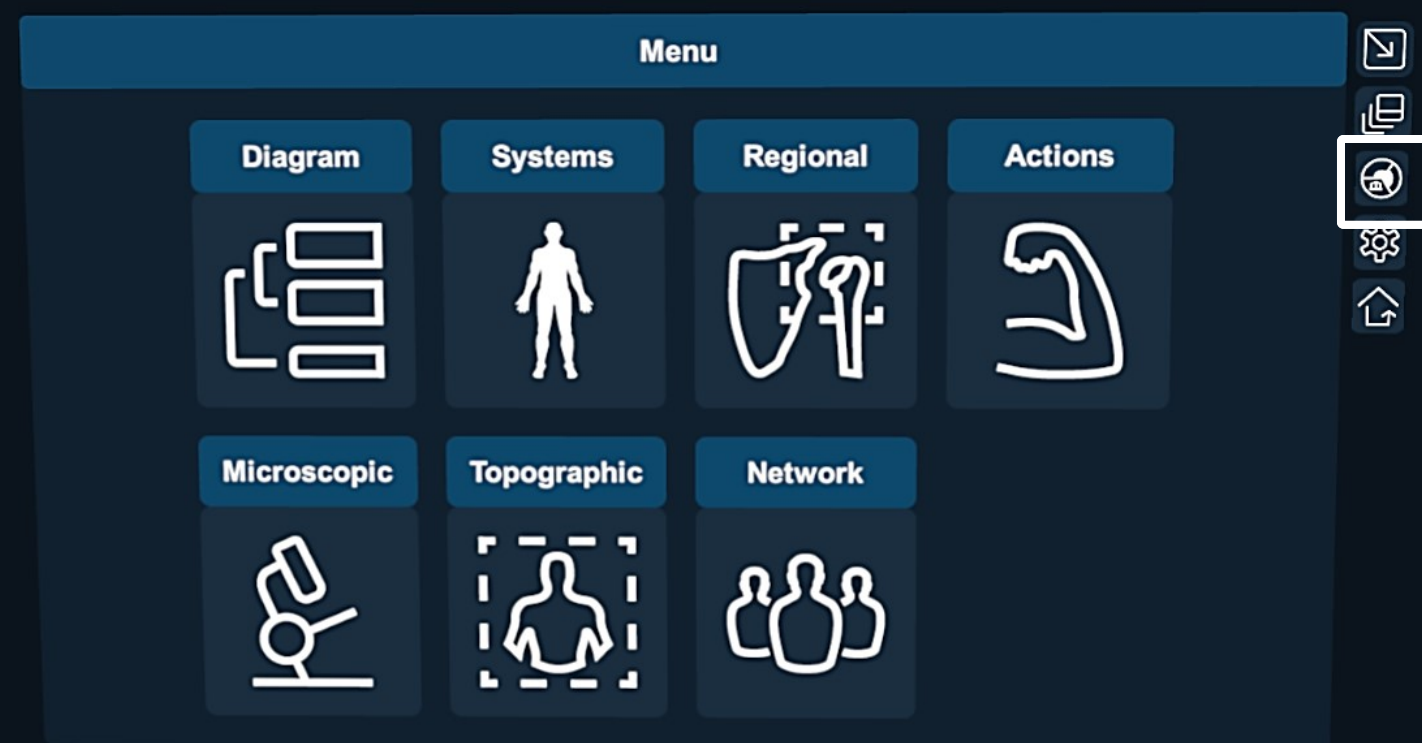 Menu
Diagram
Systems
Regional
Actions
Microscopic
Topographic
Network